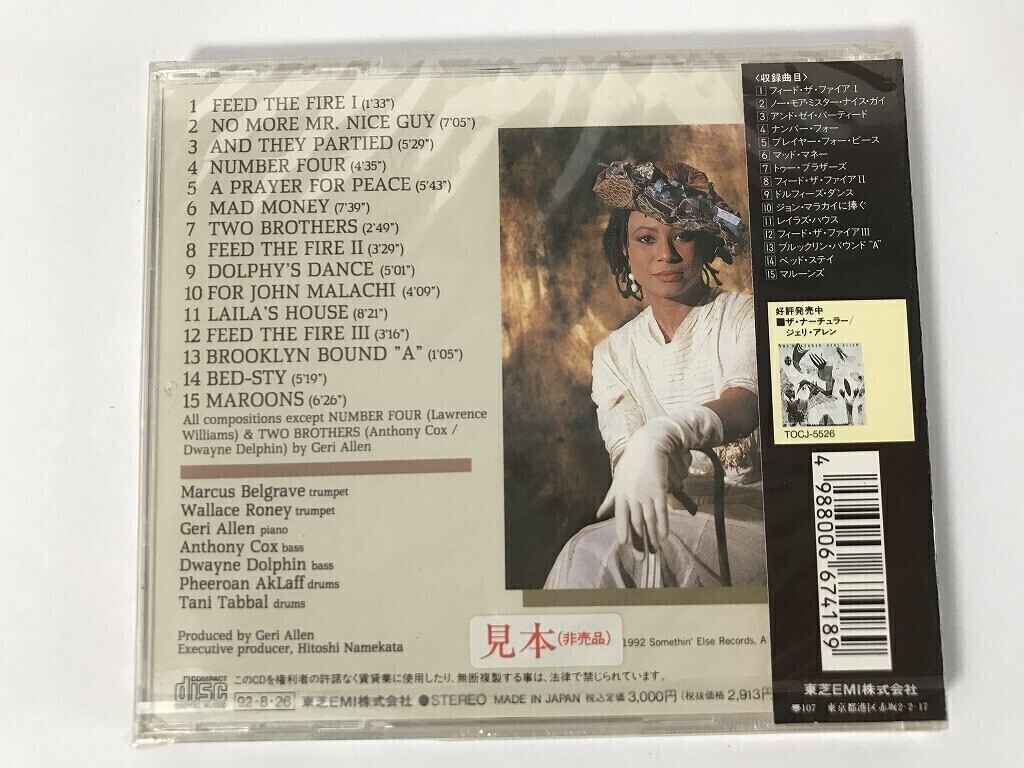 1 FEED THE FIRE I (1'33")
2 NO MORE MR. NICE GUY (7'05")
3 AND THEY PARTIED (5'29")
4 NUMBER FOUR (4'35")
5 A PRAYER FOR PEACE (5'43")
6 MAD MONEY (7'39")
7 TWO BROTHERS (2'49")
8 FEED THE FIRE II (3'29")
9 DOLPHY'S DANCE (5'01")
10 FOR JOHN MALACHI (4'09")
11 LAILA'S HOUSE (8'21")
12 FEED THE FIRE III (3'16")
13 BROOKLYN BOUND "A" (1'05")
14 BED-STY (5'19")
15 MAROONS (6'26")
All compositions except NUMBER FOUR (Lawrence
Williams) & TWO BROTHERS (Anthony Cox /
Dwayne Delphin) by Geri Allen
Marcus Belgrave trumpet
Wallace Roney trumpet
Geri Allen piano
Anthony Cox bass
Dwayne Dolphin bass
Pheeroan AkLaff drums
Tani Tabbal drums
Produced by Geri Allen
Executive producer, Hitoshi Namekata
見本(非売品)
1992 Somethin' Else Records, A
COMPACT
disc
DIGITAL AUDIO
このCDを権利者の許諾なく賃貸業に使用したり、無断複製する事は、法律で禁じられています。
92・8・26 東芝EMI株式会社 ●STEREO MADE IN JAPAN 税込定価 3,000円 (税抜価格 2,913円
〈収録曲目〉
1 フィード・ザ・ファイア I
2 ノー・モア・ミスター・ナイス・ガイ
3 アンド・ゼイ・パーティード
4 ナンバー・フォー
5 プレイヤー・フォー・ピース
6 マッド・マネー
7 トゥー・ブラザーズ
8 フィード・ザ・ファイア II
9 ドルフィーズ・ダンス
10 ジョン・マラカイに捧ぐ
11 レイラズ・ハウス
12 フィード・ザ・ファイア III
13 ブルックリン・バウンド "A"
14 ベッド・ステイ
15 マルーンズ
好評発売中
■ザ・ナーチュラー/
ジェリ・アレン
TOCJ-5526
4 988006 674189
東芝EMI株式会社
〒107 東京都港区赤坂2-2-17